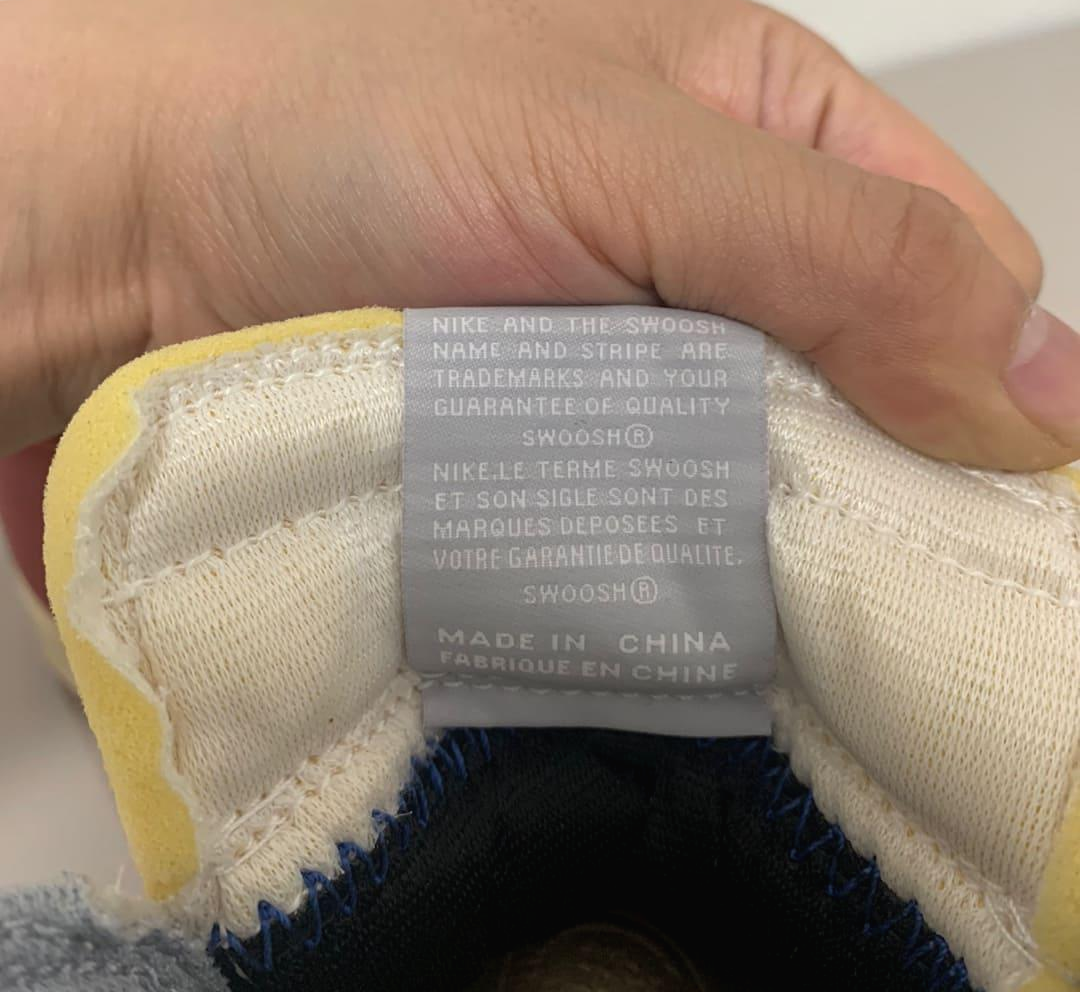 NIKE AND THE SWOOSH
NAME AND STRIPE ARE
TRADEMARKS AND YOUR
GUARANTEE OF QUALITY
SWOOSH®
NIKE.LE TERME SWOOSH
ET SON SIGLE SONT DES
MARQUES DEPOSEES ET
VOTRE GARANTIE DE QUALITE.
SWOOSH®
MADE IN CHINA
FABRIQUE EN CHINE